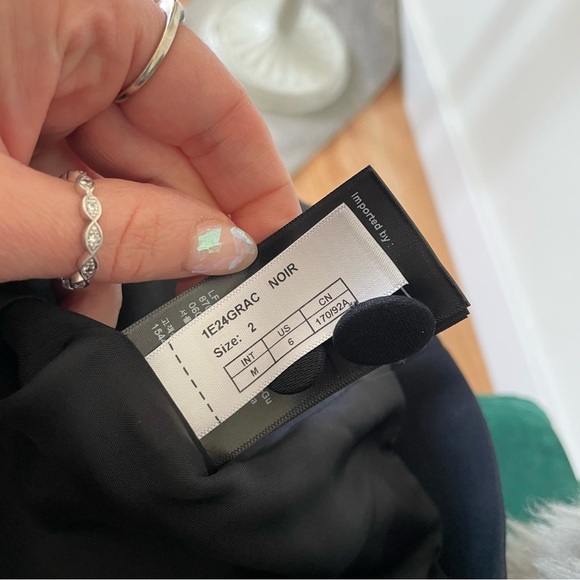 Imported by :
1E24GRAC NOIR
Size: 2
INT US CN
M 6 170/92A